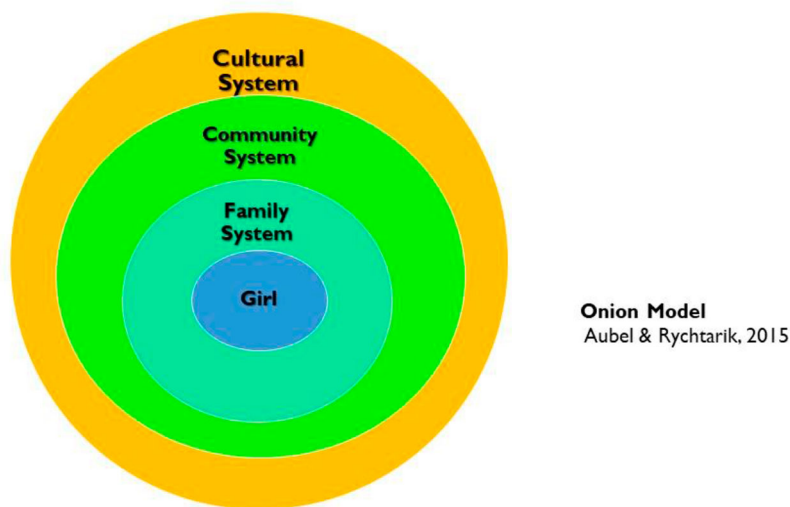 Cultural
System
Community
System
Family
System
Girl
Onion Model
Aubel & Rychtarik, 2015